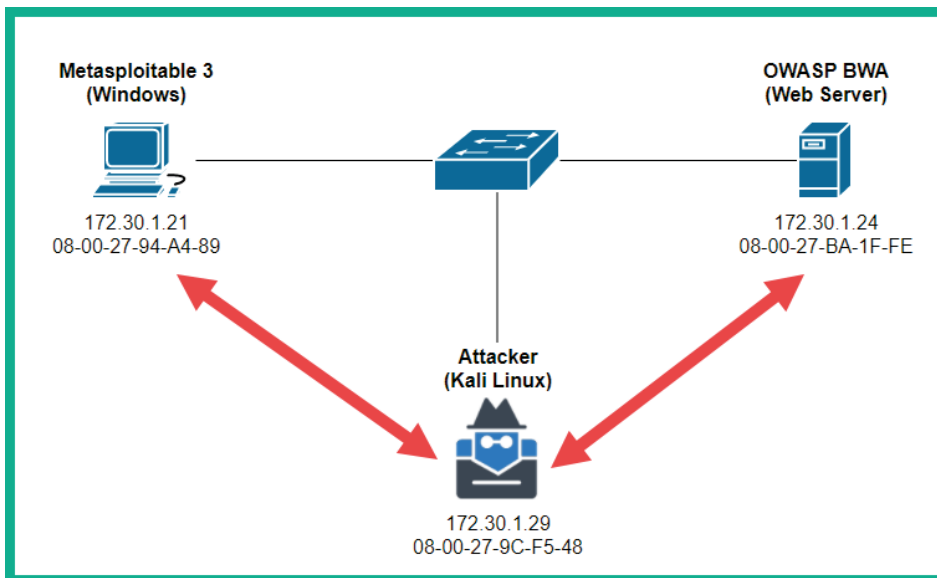 Metasploitable 3
(Windows)
172.30.1.21
08-00-27-94-A4-89
OWASP BWA
(Web Server)
172.30.1.24
08-00-27-BA-1F-FE
Attacker
(Kali Linux)
172.30.1.29
08-00-27-9C-F5-48